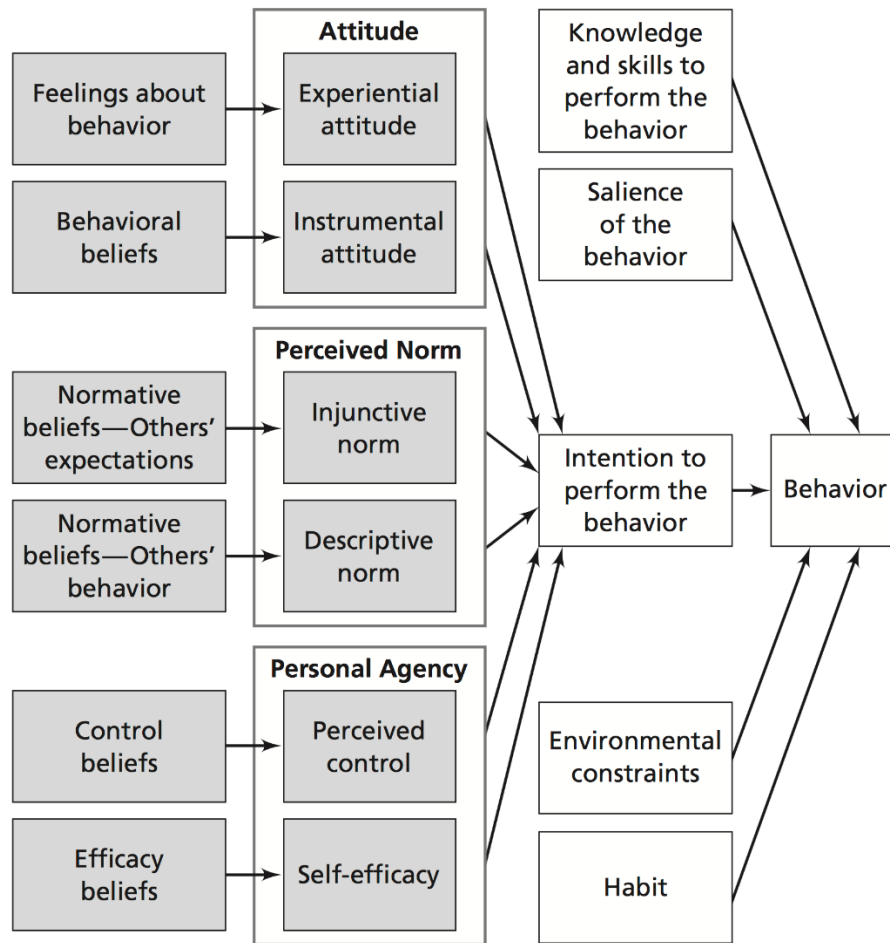 Attitude
Feelings about
behavior
Experiential
attitude
Behavioral
beliefs
Instrumental
attitude
Perceived Norm
Normative
beliefs—Others’
expectations
Injunctive
norm
Normative
beliefs—Others’
behavior
Descriptive
norm
Personal Agency
Control
beliefs
Perceived
control
Efficacy
beliefs
Self-efficacy
Knowledge
and skills to
perform the
behavior
Salience
of the
behavior
Intention to
perform the
behavior
Behavior
Environmental
constraints
Habit